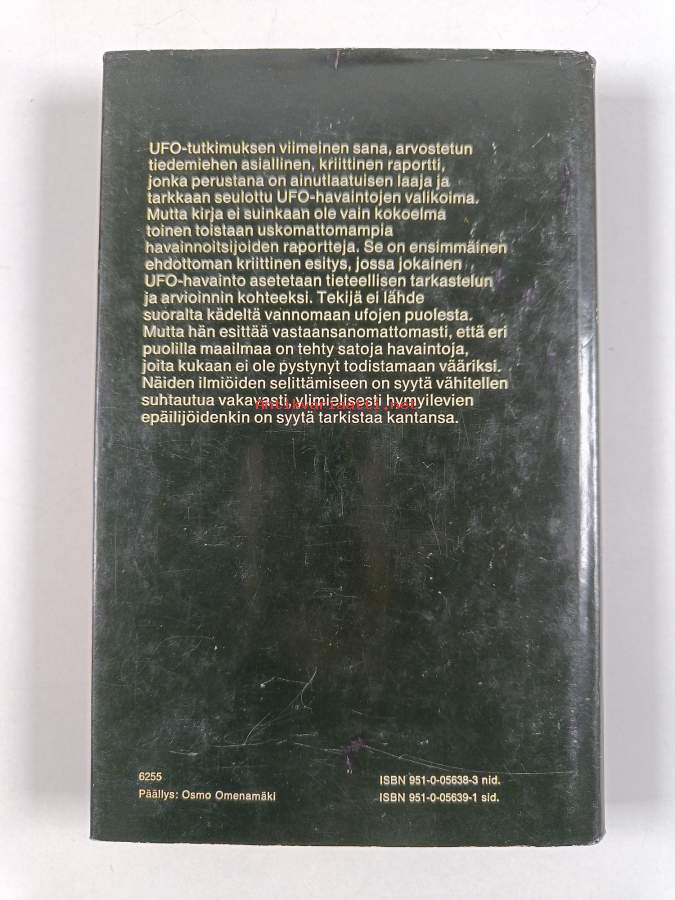 UFO-tutkimuksen viimeinen sana, arvostetun
tiedemiehen asiallinen, kriittinen raportti,
jonka perustana on ainutlaatuisen laaja ja
tarkkaan seulottu UFO-havaintojen valikoima.
Mutta kirja ei suinkaan ole vain kokoelma
toinen toistaan uskomattomampia
havainnoitsijoiden raportteja. Se on ensimmäinen
ehdottoman kriittinen esitys, jossa jokainen
UFO-havainto asetetaan tieteellisen tarkastelun
ja arvioinnin kohteeksi. Tekijä ei lähde
suoralta kädeltä vannomaan ufojen puolesta.
Mutta hän esittää vastaansanomattomasti, että eri
puolilla maailmaa on tehty satoja havaintoja,
joita kukaan ei ole pystynyt todistamaan vääriksi.
Näiden ilmiöiden selittämiseen on syytä vähitellen
suhtautua vakavasti, ylimielisesti hymyilevien
Antikvariaatti.net
epäilijöidenkin on syytä tarkistaa kantansa.
6255
Päällys: Osmo Omenamäki
ISBN 951-0-05638-3 nid.
ISBN 951-0-05639-1 sid.